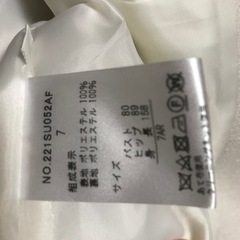 NO.221SU052AF
7
組成表示
表地 ポリエステル 100%
裏地 ポリエステル 100%
サイズ
バスト 80
ヒップ 89
身長 158
7AR